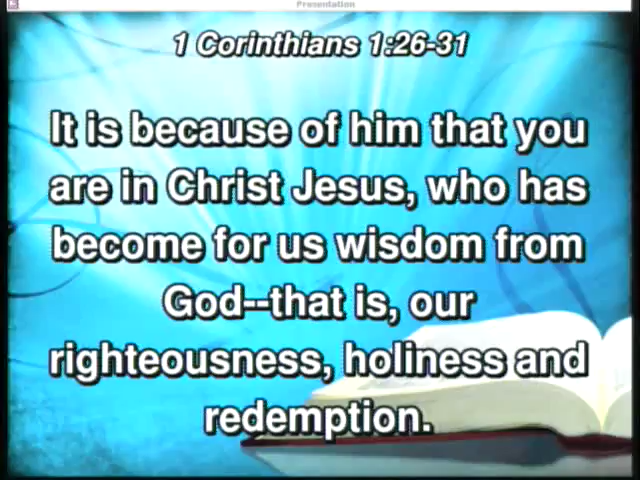 Presentation
1 Corinthians 1:26-31
It is because of him that you
are in Christ Jesus, who has
become for us wisdom from
God--that is, our
righteousness, holiness and
redemption.